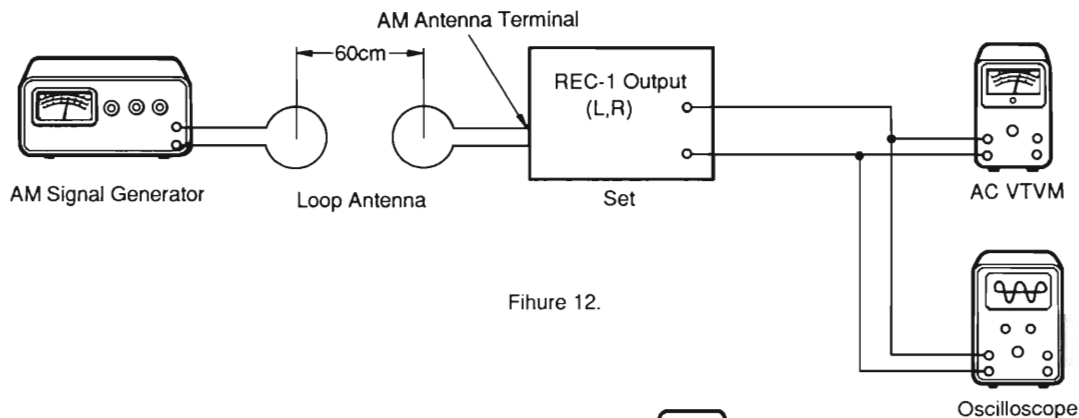 AM Antenna Terminal
60cm
REC-1 Output
(L,R)
AM Signal Generator
Loop Antenna
Set
AC VTVM
Fihure 12.
Oscilloscope